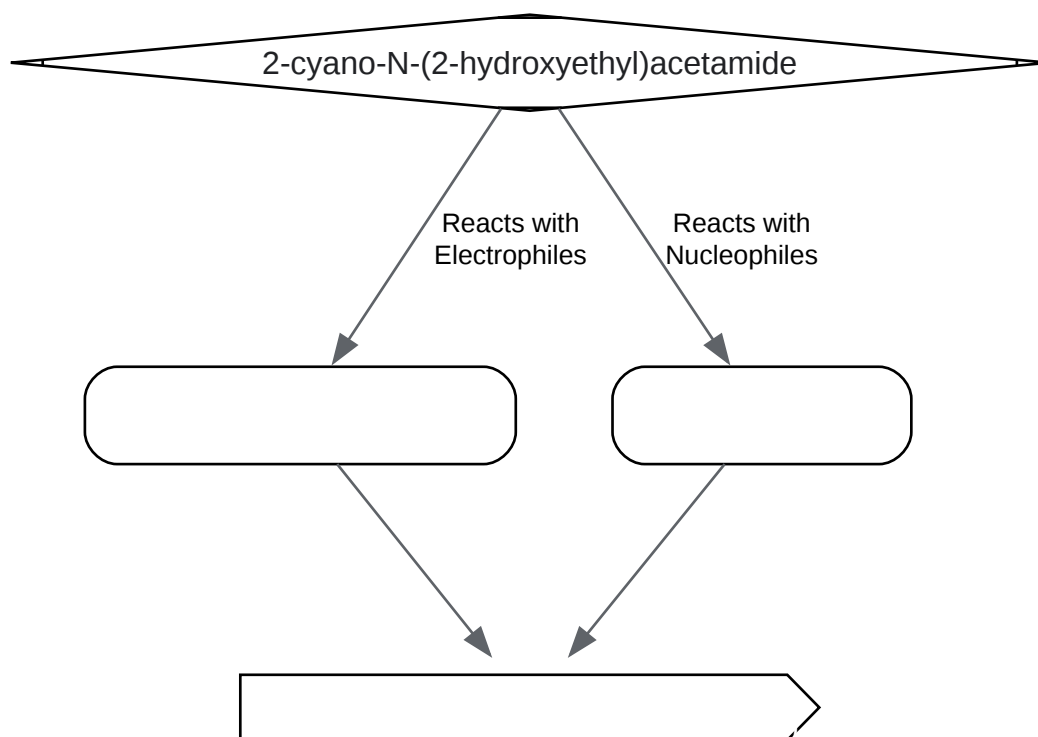 2-cyano-N-(2-hydroxyethyl)acetamide
Reacts with
Electrophiles
Reacts with
Nucleophiles